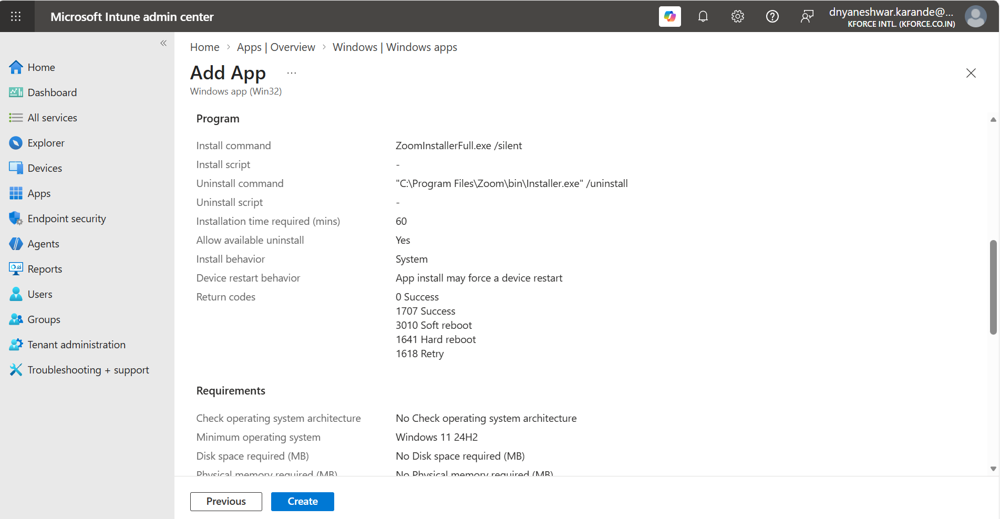 Microsoft Intune admin center
dnyaneshwar.karande@...
KFORCE INTL. (KFORCE.CO.IN)
Home
Dashboard
All services
Explorer
Devices
Apps
Endpoint security
Agents
Reports
Users
Groups
Tenant administration
Troubleshooting + support
Home > Apps | Overview > Windows | Windows apps
Add App ...
Windows app (Win32)
Program
Install command ZoomInstallerFull.exe /silent
Install script -
Uninstall command "C:\Program Files\Zoom\bin\Installer.exe" /uninstall
Uninstall script -
Installation time required (mins) 60
Allow available uninstall Yes
Install behavior System
Device restart behavior App install may force a device restart
Return codes 0 Success
1707 Success
3010 Soft reboot
1641 Hard reboot
1618 Retry
Requirements
Check operating system architecture No Check operating system architecture
Minimum operating system Windows 11 24H2
Disk space required (MB) No Disk space required (MB)
Physical memory required (MB) No Physical memory required (MB)
Previous Create